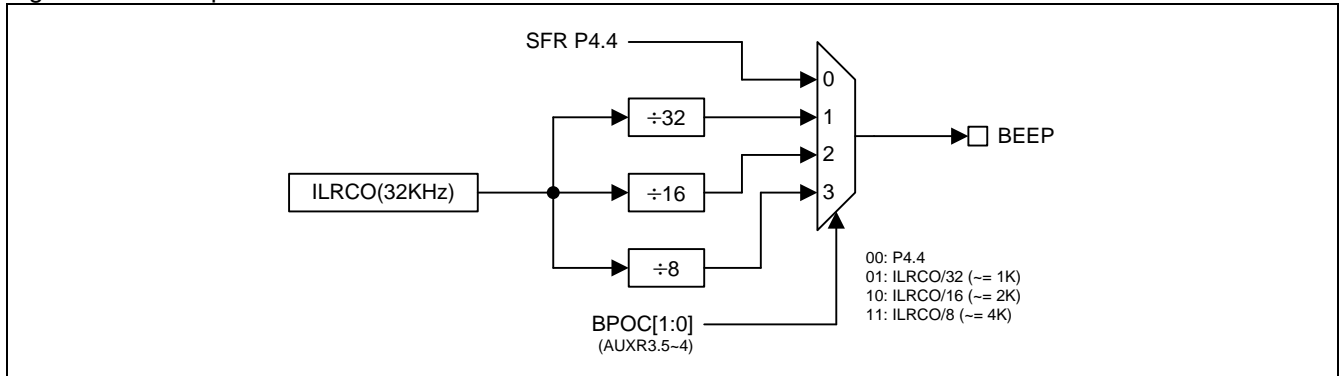 SFR P4.4
0
÷32
1
BEEP
2
ILRCO(32KHz)
÷16
3
÷8
00: P4.4
01: ILRCO/32 (~= 1K)
10: ILRCO/16 (~= 2K)
11: ILRCO/8 (~= 4K)
BPOC[1:0]
(AUXR3.5~4)